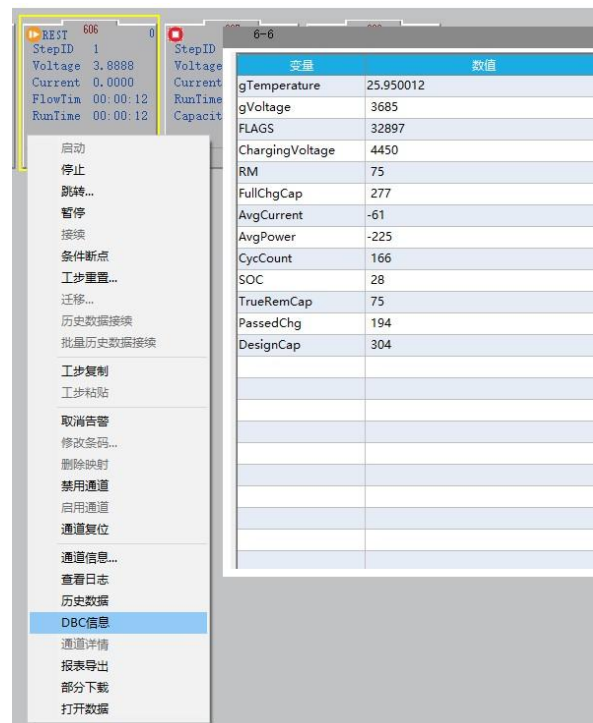 606
REST 0
StepID 1
Voltage 3.8888
Current 0.0000
FlowTim 00:00:12
RunTime 00:00:12
StepID
Voltage
Current
RunTime
Capacit
启动
停止
跳转...
暂停
接续
条件断点
工步重置...
迁移...
历史数据接续
批量历史数据接续
工步复制
工步粘贴
取消告警
修改条码...
删除映射
禁用通道
启用通道
通道复位
通道信息...
查看日志
历史数据
DBC信息
通道详情
报表导出
部分下载
打开数据
6-6
变量 数值
gTemperature 25.950012
gVoltage 3685
FLAGS 32897
ChargingVoltage 4450
RM 75
FullChgCap 277
AvgCurrent -61
AvgPower -225
CycCount 166
SOC 28
TrueRemCap 75
PassedChg 194
DesignCap 304